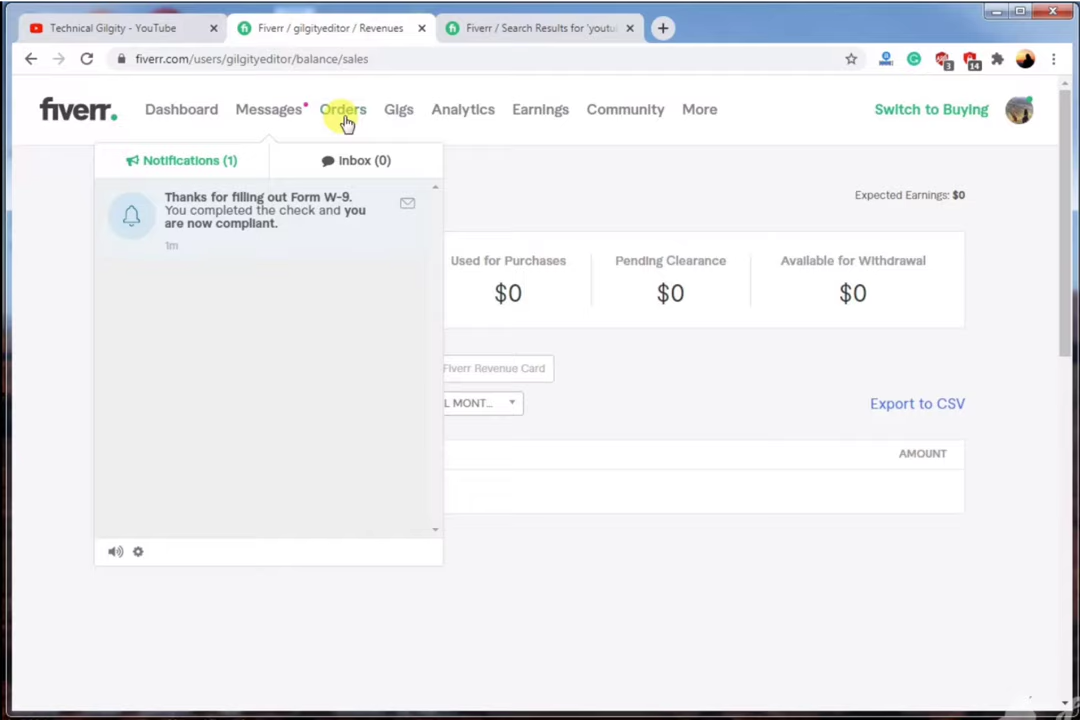 Technical Gilgity - YouTube
Fiverr / gilgityeditor / Revenues
Fiverr / Search Results for 'youtu
fiverr.com/users/gilgityeditor/balance/sales
3
14
fiverr.
Dashboard
Messages
Orders
Gigs
Analytics
Earnings
Community
More
Switch to Buying
Notifications (1)
Inbox (0)
Thanks for filling out Form W-9.
You completed the check and you
are now compliant.
1m
Expected Earnings: $0
Used for Purchases
Pending Clearance
Available for Withdrawal
$0
$0
$0
Fiverr Revenue Card
L MONT...
Export to CSV
AMOUNT